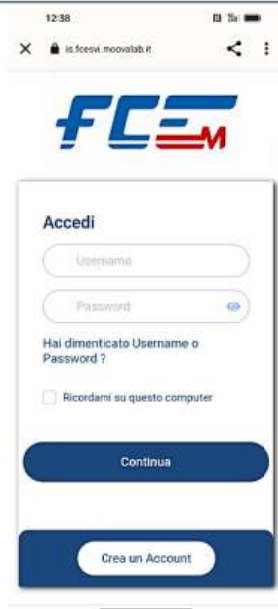 12:38
is.fcesvi.moovalab.it
FCE M
Accedi
Username
Password
Hai dimenticato Username o
Password ?
Ricordami su questo computer
Continua
Crea un Account